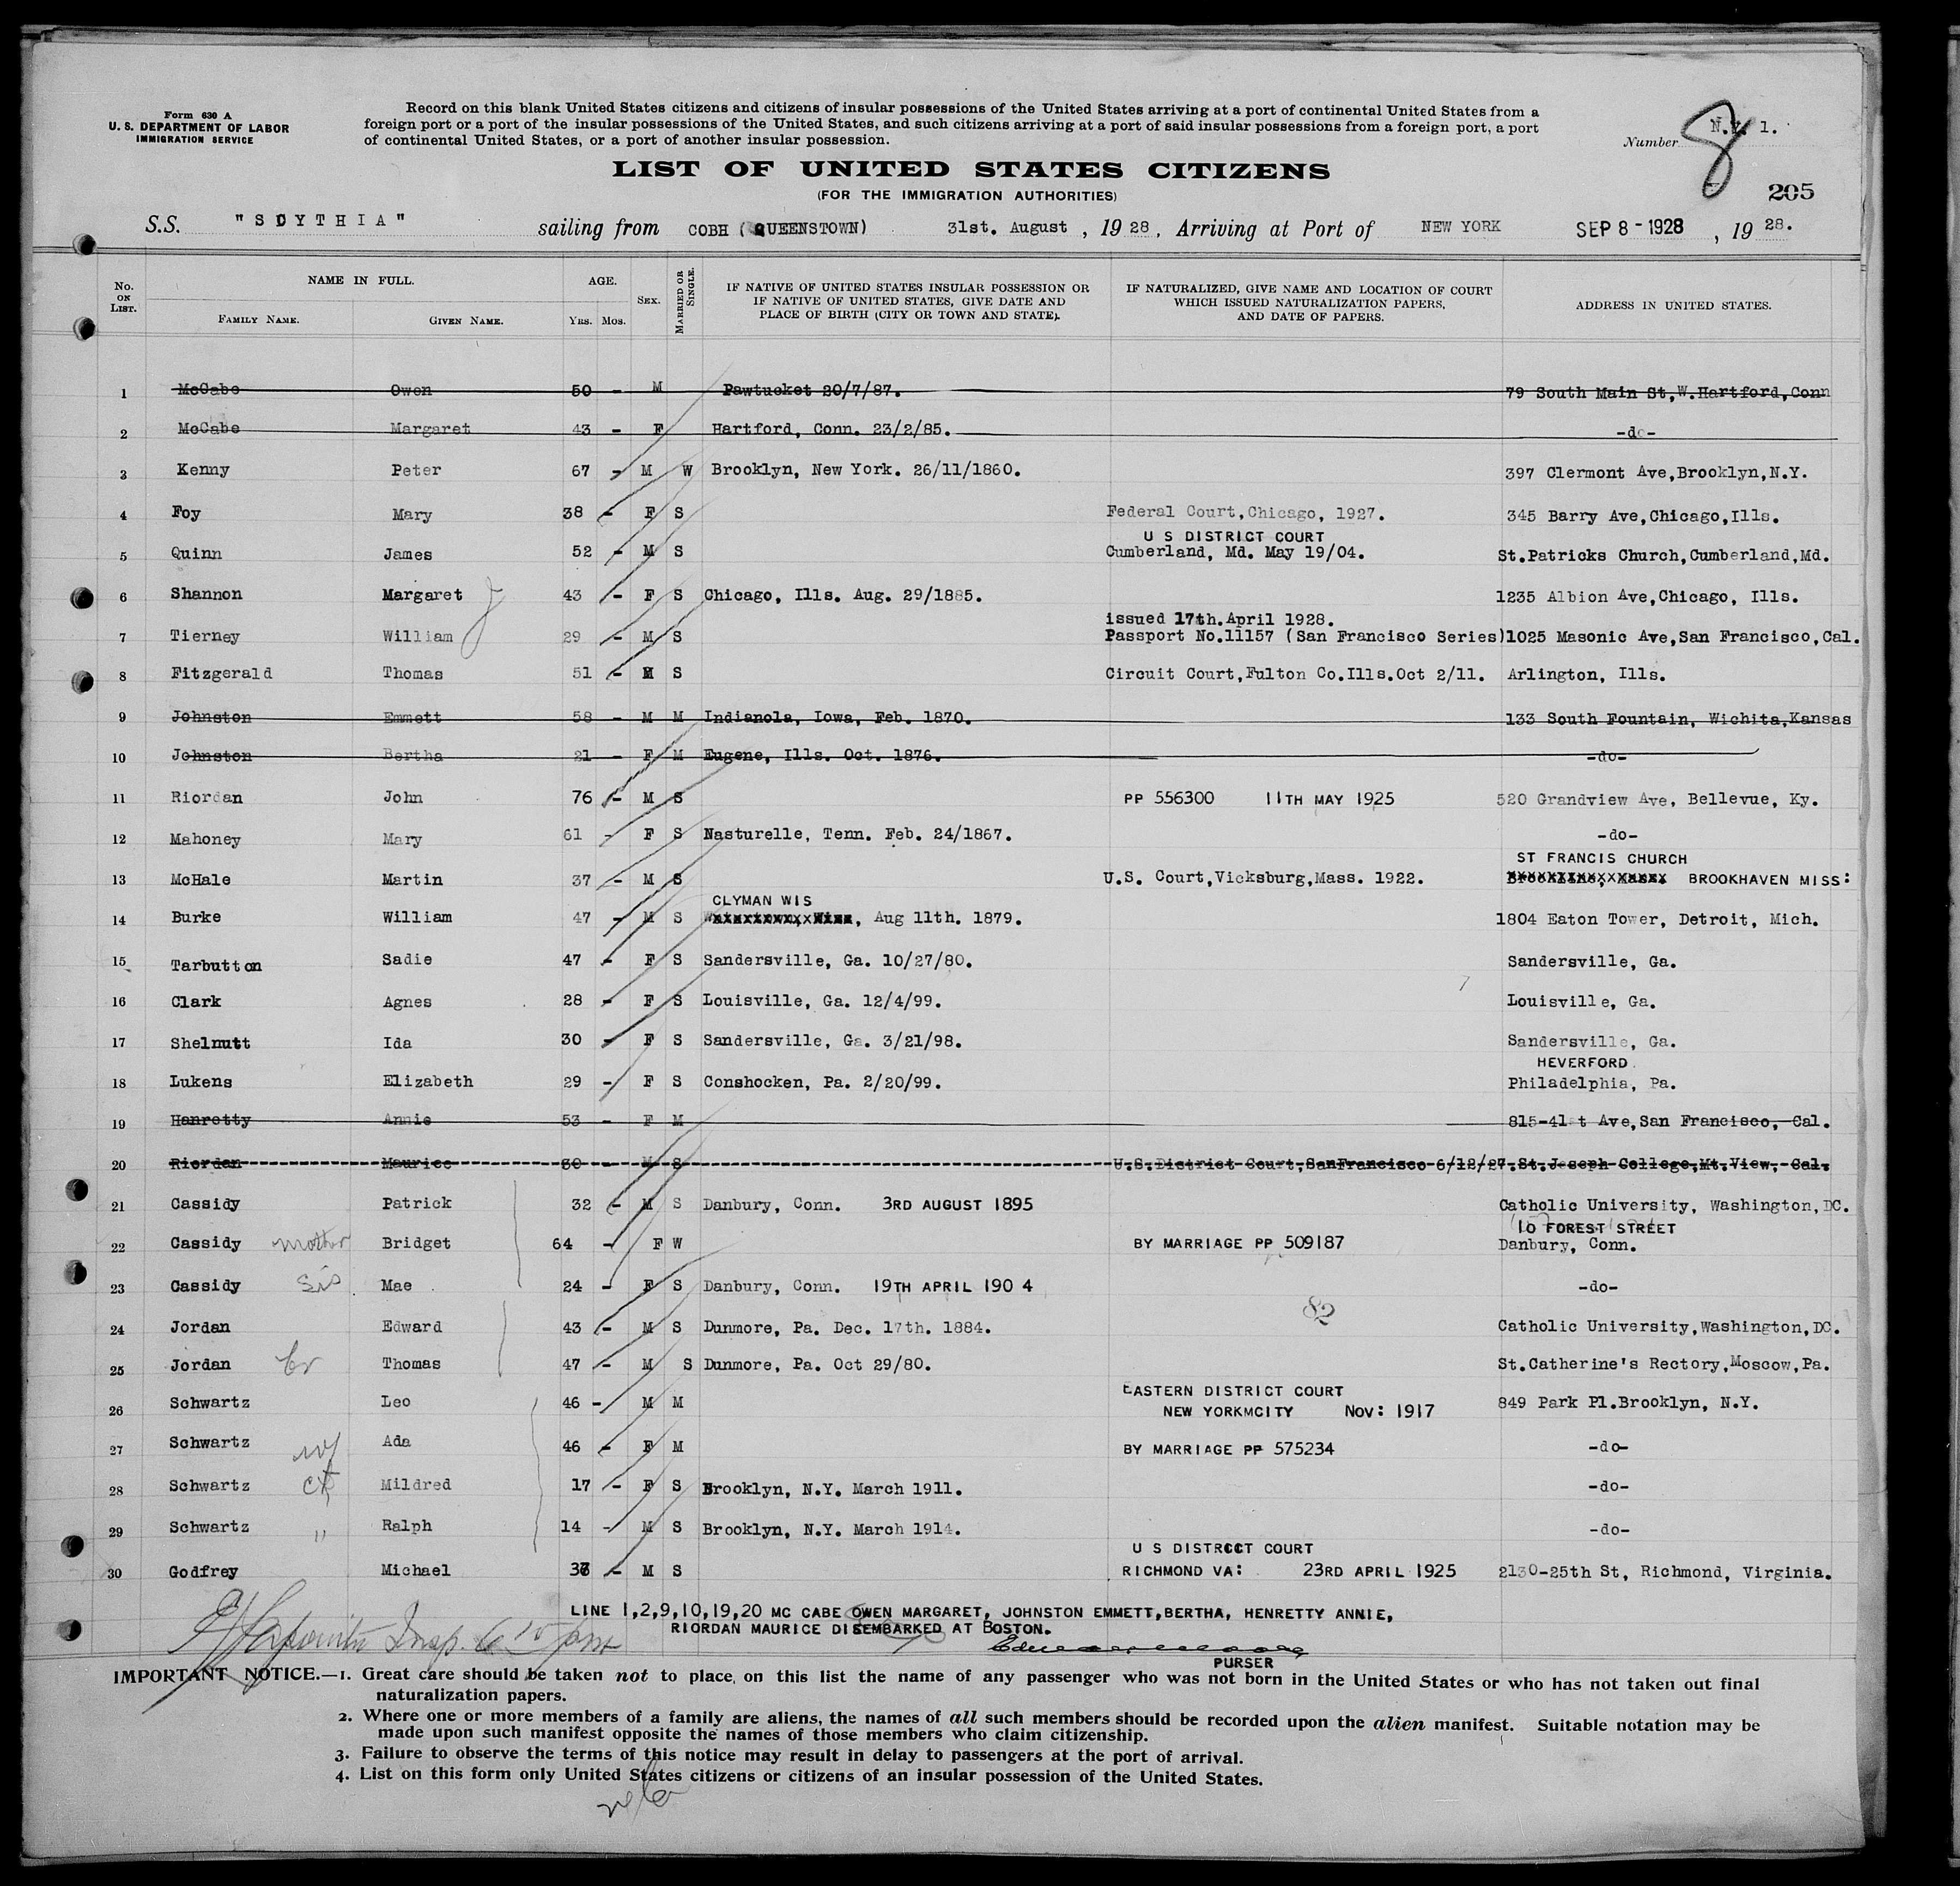 Form 630 A
U. S. DEPARTMENT OF LABOR
IMMIGRATION SERVICE
Record on this blank United States citizens and citizens of insular possessions of the United States arriving at a port of continental United States from a
foreign port or a port of the insular possessions of the United States, and such citizens arriving at a port of said insular possessions from a foreign port, a port
of continental United States, or a port of another insular possession.
Number N.Y. 1.
8
LIST OF UNITED STATES CITIZENS
(FOR THE IMMIGRATION AUTHORITIES)
205
S.S. "SCYTHIA" sailing from COBH (QUEENSTOWN) 31st. August, 1928, Arriving at Port of NEW YORK SEP 8-1928, 1928.
No. ON LIST. NAME IN FULL. FAMILY NAME. GIVEN NAME. AGE. YRS. MOS. SEX. MARRIED OR SINGLE. IF NATIVE OF UNITED STATES INSULAR POSSESSION OR IF NATIVE OF UNITED STATES, GIVE DATE AND PLACE OF BIRTH (CITY OR TOWN AND STATE). IF NATURALIZED, GIVE NAME AND LOCATION OF COURT WHICH ISSUED NATURALIZATION PAPERS, AND DATE OF PAPERS. ADDRESS IN UNITED STATES.
1 McCabe Owen 50 - M Pawtucket 20/7/87. 79 South Main St,W.Hartford,Conn
2 McCabe Margaret 43 - F Hartford, Conn. 23/2/85. -do-
3 Kenny Peter 67 - M W Brooklyn, New York. 26/11/1860. 397 Clermont Ave,Brooklyn,N.Y.
4 Foy Mary 38 - F S Federal Court,Chicago, 1927. 345 Barry Ave,Chicago,Ills.
U S DISTRICT COURT
5 Quinn James 52 - M S Cumberland, Md. May 19/04. St.Patricks Church,Cumberland,Md.
6 Shannon Margaret J 43 - F S Chicago, Ills. Aug. 29/1885. 1235 Albion Ave,Chicago, Ills.
issued 17th.April 1928.
7 Tierney William 29 - M S Passport No.11157 (San Francisco Series) 1025 Masonic Ave,San Francisco,Cal.
8 Fitzgerald Thomas 51 - M S Circuit Court,Fulton Co.Ills.Oct 2/11. Arlington, Ills.
9 Johnston Emmett 58 - M M Indianola, Iowa, Feb. 1870. 133 South Fountain, Wichita,Kansas
10 Johnston Bertha 21 - F M Eugene, Ills. Oct. 1876. -do-
11 Riordan John 76 - M S PP 556300 11TH MAY 1925 520 Grandview Ave, Bellevue, Ky.
12 Mahoney Mary 61 - F S Nasturelle, Tenn. Feb. 24/1867. -do-
ST FRANCIS CHURCH
13 McHale Martin 37 - M S U.S. Court,Vicksburg,Mass. 1922. Brookline, Mass. BROOKHAVEN MISS:
CLYMAN WIS
14 Burke William 47 - M S , Aug 11th. 1879. 1804 Eaton Tower, Detroit, Mich.
15 Tarbutton Sadie 47 - F S Sandersville, Ga. 10/27/80. Sandersville, Ga.
16 Clark Agnes 28 - F S Louisville, Ga. 12/4/99. Louisville, Ga.
17 Shelnutt Ida 30 - F S Sandersville, Ga. 3/21/98. Sandersville, Ga.
HEVERFORD
18 Lukens Elizabeth 29 - F S Conshocken, Pa. 2/20/99. Philadelphia, Pa.
19 Hanretty Annie 53 - F M 815-41st Ave,San Francisco, Cal.
20 Riordan Maurice 30 - M S U.S.District Court,SanFrancisco 6/12/27. St.Joseph College,Mt.View, Cal.
21 Cassidy Patrick 32 - M S Danbury, Conn. 3RD AUGUST 1895 Catholic University, Washington,DC.
10 FOREST STREET
22 Cassidy mother Bridget 64 - F W BY MARRIAGE PP 509187 Danbury, Conn.
23 Cassidy Sis Mae 24 - F S Danbury, Conn. 19TH APRIL 190 4 -do-
82
24 Jordan Edward 43 - M S Dunmore, Pa. Dec. 17th. 1884. Catholic University,Washington,DC.
25 Jordan br Thomas 47 - M S Dunmore, Pa. Oct 29/80. St.Catherine's Rectory,Moscow,Pa.
EASTERN DISTRICT COURT
26 Schwartz Leo 46 - M M NEW YORKMCITY Nov: 1917 849 Park Pl.Brooklyn, N.Y.
27 Schwartz wf Ada 46 - F M BY MARRIAGE PP 575234 -do-
28 Schwartz ch Mildred 17 - F S Brooklyn, N.Y. March 1911. -do-
29 Schwartz " Ralph 14 - M S Brooklyn, N.Y. March 1914. -do-
U S DISTRCCT COURT
30 Godfrey Michael 37 - M S RICHMOND VA: 23RD APRIL 1925 2130-25th St, Richmond, Virginia.
LINE 1,2,9,10,19,20 MC CABE OWEN MARGARET, JOHNSTON EMMETT,BERTHA, HENRETTY ANNIE,
RIORDAN MAURICE DISEMBARKED AT BOSTON.
Insp.
PURSER
IMPORTANT NOTICE.—1. Great care should be taken not to place on this list the name of any passenger who was not born in the United States or who has not taken out final
naturalization papers.
2. Where one or more members of a family are aliens, the names of all such members should be recorded upon the alien manifest. Suitable notation may be
made upon such manifest opposite the names of those members who claim citizenship.
3. Failure to observe the terms of this notice may result in delay to passengers at the port of arrival.
4. List on this form only United States citizens or citizens of an insular possession of the United States.